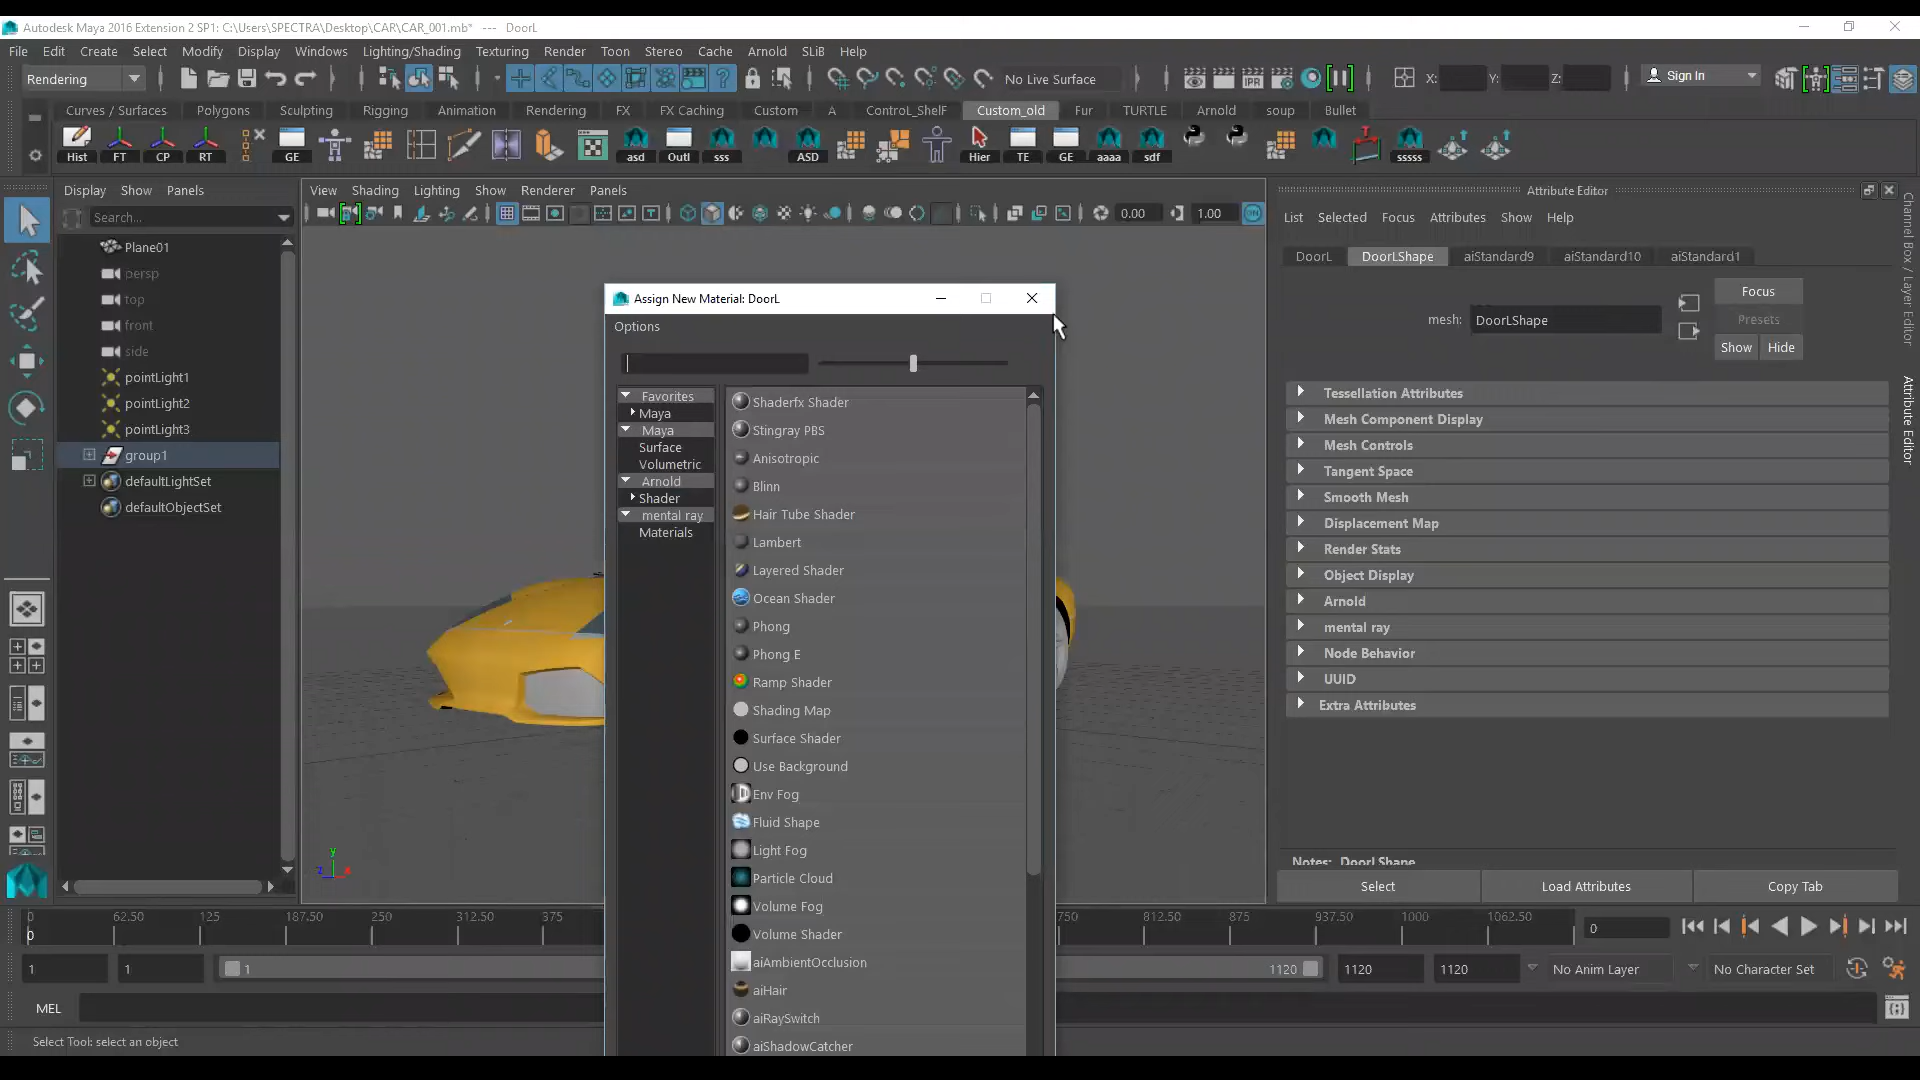 Autodesk Maya 2016 Extension 2 SP1: C:\Users\SPECTRA\Desktop\CAR\CAR_001.mb* --- DoorL
File Edit Create Select Modify Display Windows Lighting/Shading Texturing Render Toon Stereo Cache Arnold SLiB Help
Rendering No Live Surface X: Y: Z: Sign In
Curves / Surfaces Polygons Sculpting Rigging Animation Rendering FX FX Caching Custom A ControL_ShelF Custom_old Fur TURTLE Arnold soup Bullet
Hist FT CP RT GE asd Outl sss ASD Hier TE GE aaaa sdf sssss
Display Show Panels
Search...
Plane01
persp
top
front
side
pointLight1
pointLight2
pointLight3
group1
defaultLightSet
defaultObjectSet
View Shading Lighting Show Renderer Panels
0.00 1.00 ON
y
z x
Assign New Material: DoorL
Options
Favorites
Maya
Maya
Surface
Volumetric
Arnold
Shader
mental ray
Materials
Shaderfx Shader
Stingray PBS
Anisotropic
Blinn
Hair Tube Shader
Lambert
Layered Shader
Ocean Shader
Phong
Phong E
Ramp Shader
Shading Map
Surface Shader
Use Background
Env Fog
Fluid Shape
Light Fog
Particle Cloud
Volume Fog
Volume Shader
aiAmbientOcclusion
aiHair
aiRaySwitch
aiShadowCatcher
Attribute Editor
List Selected Focus Attributes Show Help
DoorL DoorLShape aiStandard9 aiStandard10 aiStandard1
mesh: DoorLShape
Focus
Presets
Show Hide
Tessellation Attributes
Mesh Component Display
Mesh Controls
Tangent Space
Smooth Mesh
Displacement Map
Render Stats
Object Display
Arnold
mental ray
Node Behavior
UUID
Extra Attributes
Notes: DoorLShape
Select Load Attributes Copy Tab
Channel Box / Layer Editor
Attribute Editor
0 62.50 125 187.50 250 312.50 375 750 812.50 875 937.50 1000 1062.50
0 0
1 1 1 1120 1120 1120 No Anim Layer No Character Set
MEL
Select Tool: select an object